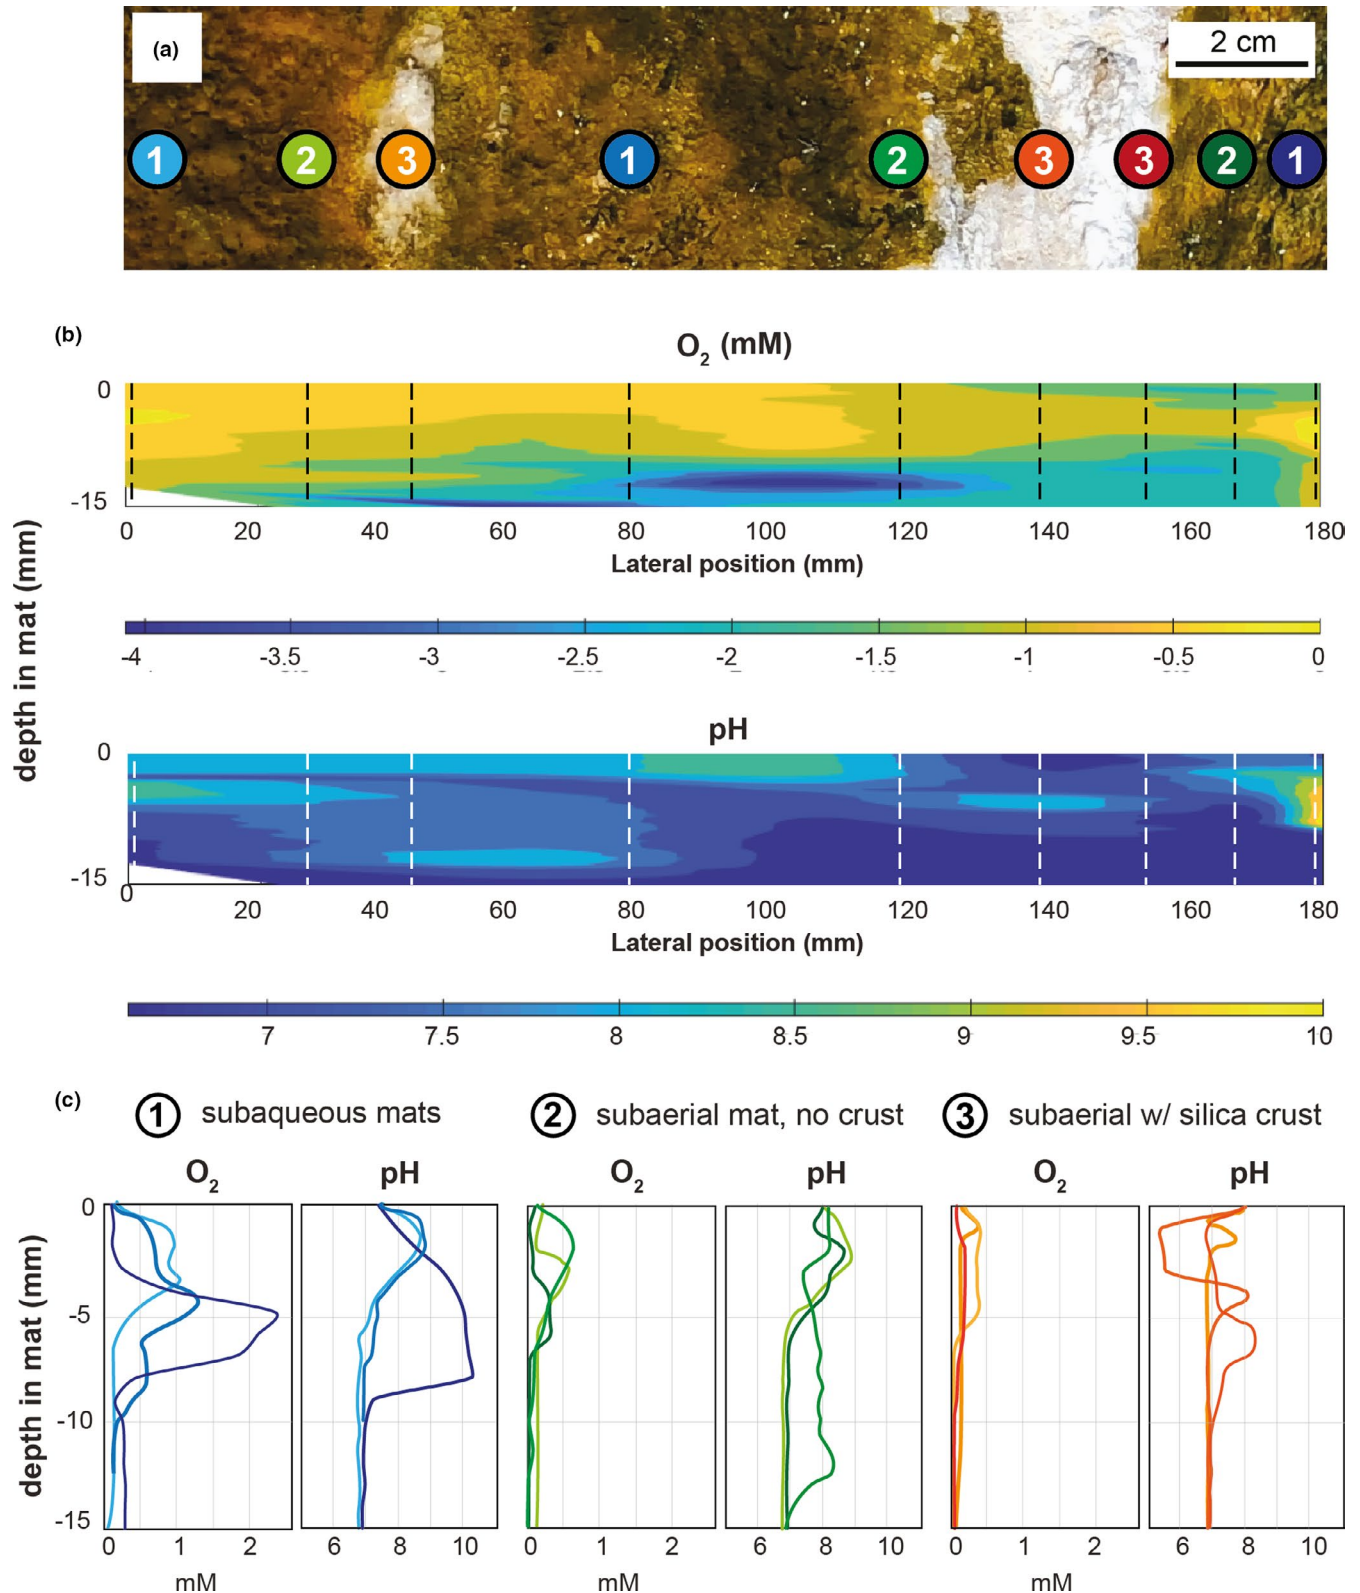 (a)
2 cm
1 2 3 1 2 3 3 2 1
(b)
O₂ (mM)
0
-15
0 20 40 60 80 100 120 140 160 180
Lateral position (mm)
depth in mat (mm)
-4 -3.5 -3 -2.5 -2 -1.5 -1 -0.5 0
pH
0
-15
0 20 40 60 80 100 120 140 160 180
Lateral position (mm)
7 7.5 8 8.5 9 9.5 10
(c)
1 subaqueous mats 2 subaerial mat, no crust 3 subaerial w/ silica crust
O₂ pH O₂ pH O₂ pH
depth in mat (mm)
0
-5
-10
-15
0 1 2 6 8 10 0 1 2 6 8 10 0 1 2 6 8 10
mM mM mM